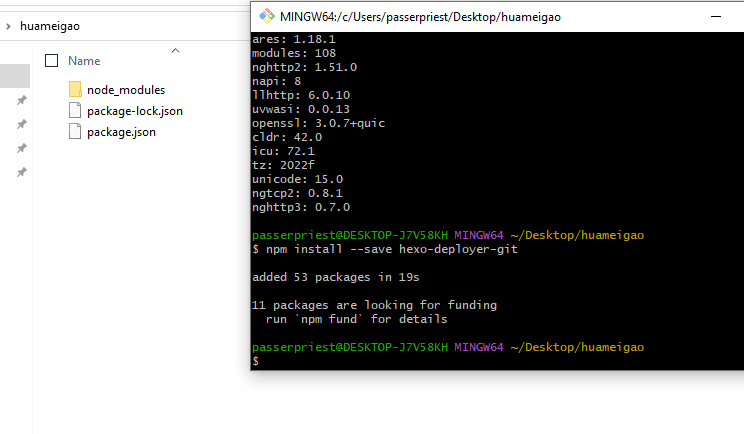 huameigao
Name
node_modules
package-lock.json
package.json
MINGW64:/c/Users/passerpriest/Desktop/huameigao
ares: 1.18.1
modules: 108
nghttp2: 1.51.0
napi: 8
llhttp: 6.0.10
uvwasi: 0.0.13
openssl: 3.0.7+quic
cldr: 42.0
icu: 72.1
tz: 2022f
unicode: 15.0
ngtcp2: 0.8.1
nghttp3: 0.7.0
passerpriest@DESKTOP-J7V58KH MINGW64 ~/Desktop/huameigao
$ npm install --save hexo-deployer-git
added 53 packages in 19s
11 packages are looking for funding
run `npm fund` for details
passerpriest@DESKTOP-J7V58KH MINGW64 ~/Desktop/huameigao
$